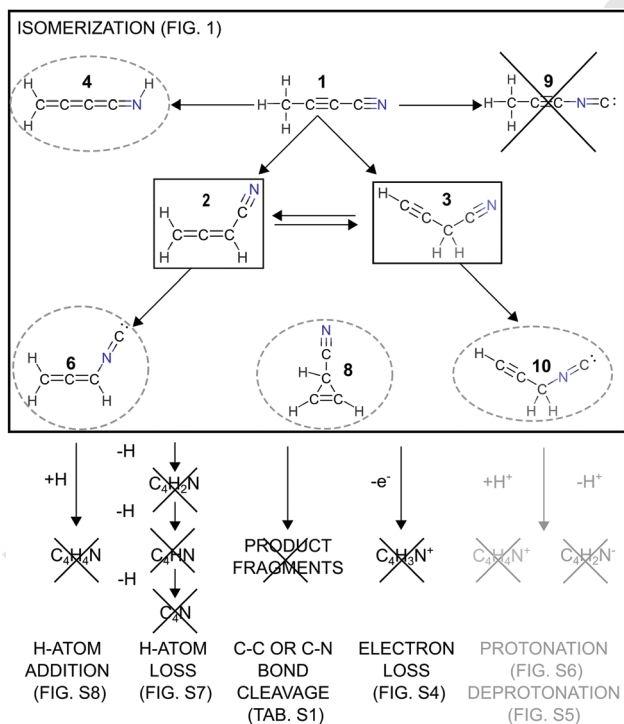 ISOMERIZATION (FIG. 1)
4
1
9
H
H
C=C=C=C=N
H
H
H-C-C≡C-C≡N
H
H
H-C-C≡C-N=C:
H
2
N
C
H
C=C=C
H
H
3
H
C≡C
C
C≡N
H H
6
C:
N
H
C=C=C
H
H
8
N
C
H
C
H
C=C
H
10
H
C≡C
C
N=C:
H H
+H
-H
C₄H₂N
-H
C₄HN
-H
C₄N
C₄H₄N
PRODUCT
FRAGMENTS
-e⁻
C₄H₃N⁺
+H⁺
-H⁺
C₄H₄N⁺
C₄H₂N⁻
H-ATOM
ADDITION
(FIG. S8)
H-ATOM
LOSS
(FIG. S7)
C-C OR C-N
BOND
CLEAVAGE
(TAB. S1)
ELECTRON
LOSS
(FIG. S4)
PROTONATION
(FIG. S6)
DEPROTONATION
(FIG. S5)